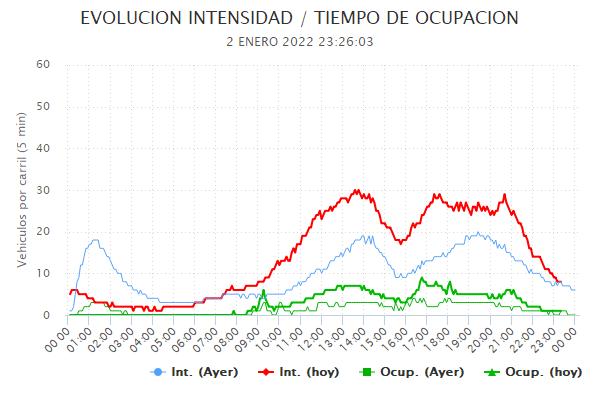 EVOLUCION INTENSIDAD / TIEMPO DE OCUPACION
2 ENERO 2022 23:26:03
Vehiculos por carril (5 min)
60
50
40
30
20
10
0
00:00 01:00 02:00 03:00 04:00 05:00 06:00 07:00 08:00 09:00 10:00 11:00 12:00 13:00 14:00 15:00 16:00 17:00 18:00 19:00 20:00 21:00 22:00 23:00 00:00
Int. (Ayer) Int. (hoy) Ocup. (Ayer) Ocup. (hoy)